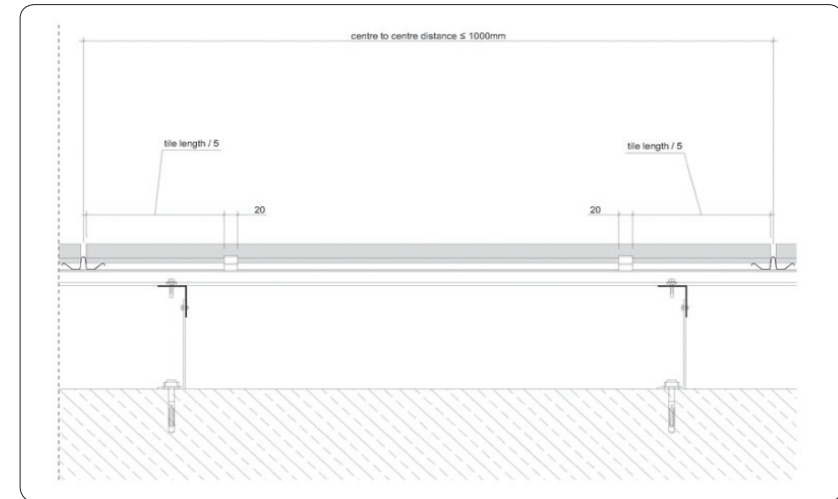 centre to centre distance ≤ 1000mm
tile length / 5
tile length / 5
20
20